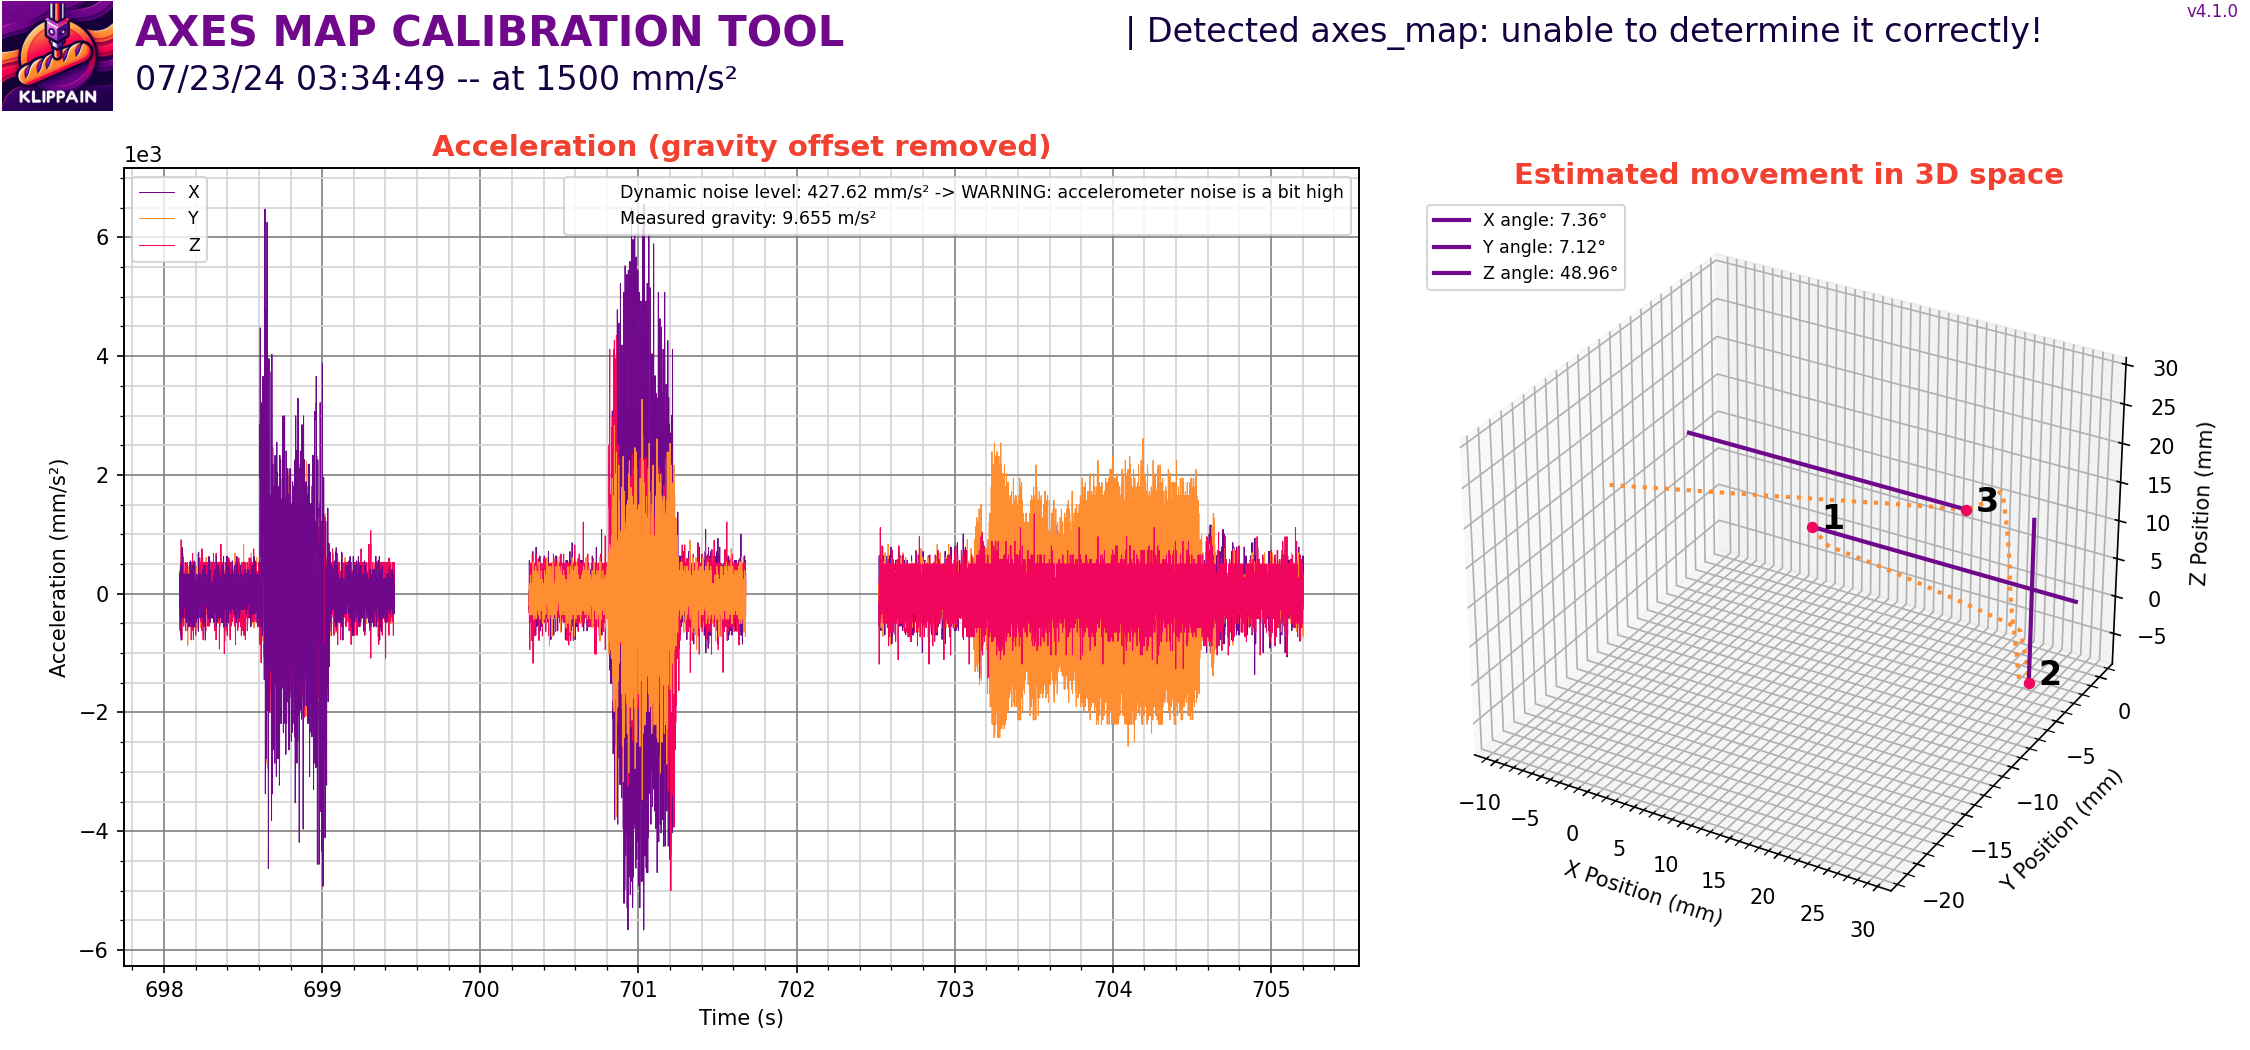 AXES MAP CALIBRATION TOOL
| Detected axes_map: unable to determine it correctly!
v4.1.0
07/23/24 03:34:49 -- at 1500 mm/s²
KLIPPAIN
Acceleration (gravity offset removed)
1e3
X
Y
Z
Dynamic noise level: 427.62 mm/s² -> WARNING: accelerometer noise is a bit high
Measured gravity: 9.655 m/s²
Acceleration (mm/s²)
6
4
2
0
−2
−4
−6
698 699 700 701 702 703 704 705
Time (s)
Estimated movement in 3D space
X angle: 7.36°
Y angle: 7.12°
Z angle: 48.96°
1
2
3
30
25
20
15
10
5
0
−5
Z Position (mm)
0
−5
−10
−15
−20
Y Position (mm)
−10 −5 0 5 10 15 20 25 30
X Position (mm)